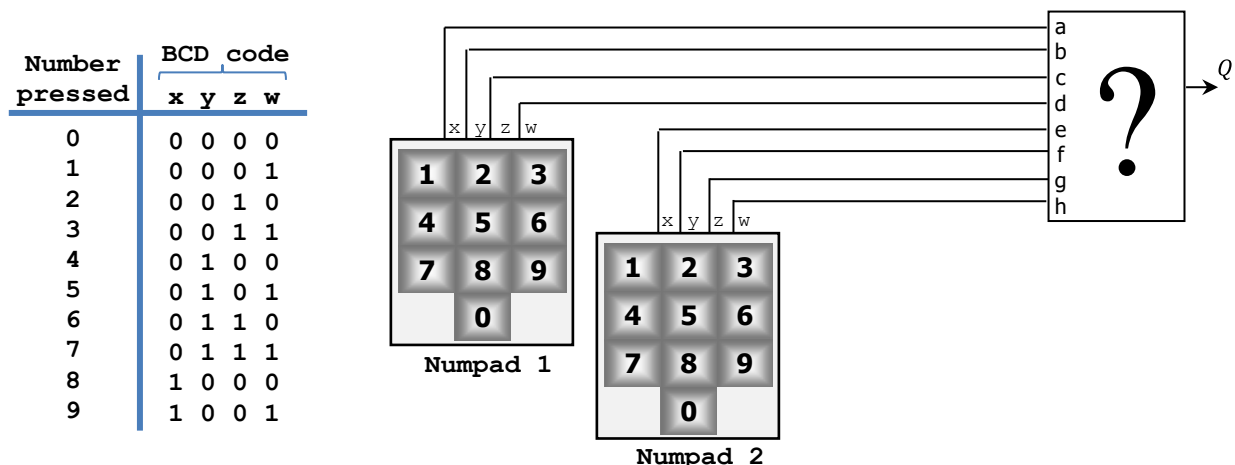 Number pressed BCD code
x y z w
0 0 0 0 0
1 0 0 0 1
2 0 0 1 0
3 0 0 1 1
4 0 1 0 0
5 0 1 0 1
6 0 1 1 0
7 0 1 1 1
8 1 0 0 0
9 1 0 0 1
x y z w
1 2 3
4 5 6
7 8 9
0
Numpad 1
x y z w
1 2 3
4 5 6
7 8 9
0
Numpad 2
a
b
c
d
e
f
g
h
?
Q